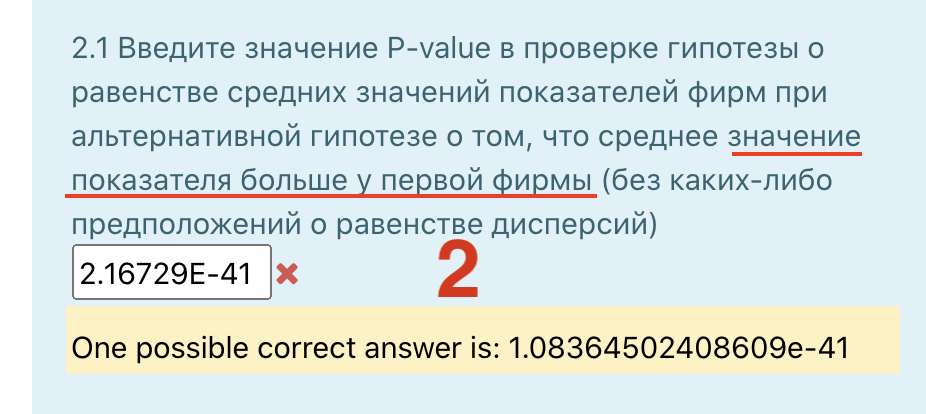 2.1 Введите значение P-value в проверке гипотезы о
равенстве средних значений показателей фирм при
альтернативной гипотезе о том, что среднее значение
показателя больше у первой фирмы (без каких-либо
предположений о равенстве дисперсий)
2.16729E-41
2
One possible correct answer is: 1.08364502408609e-41